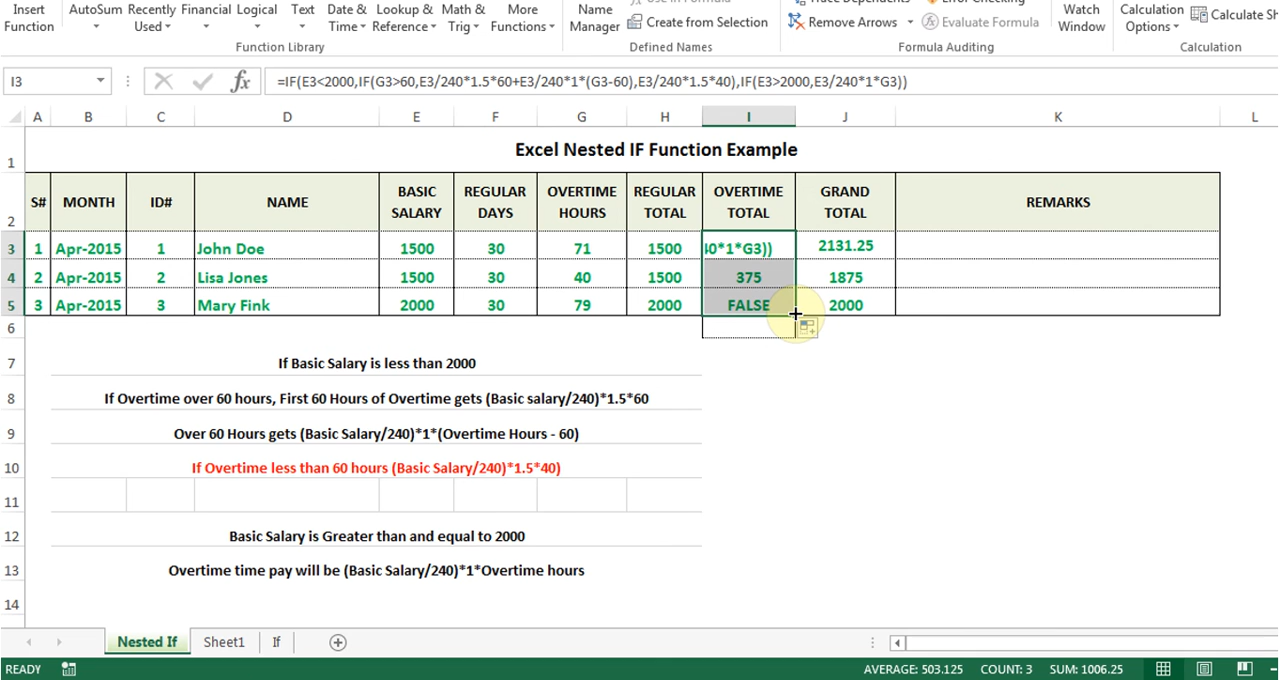 Insert AutoSum Recently Financial Logical Text Date & Lookup & Math & More Name Watch Calculation
Function Used Time Reference Trig Functions Manager Create from Selection Remove Arrows Evaluate Formula Window Options Calculate Sh
Function Library Defined Names Formula Auditing Calculation
I3 fx =IF(E3<2000,IF(G3>60,E3/240*1.5*60+E3/240*1*(G3-60),E3/240*1.5*40),IF(E3>2000,E3/240*1*G3))
A B C D E F G H I J K L
1 Excel Nested IF Function Example
2 S# MONTH ID# NAME BASIC SALARY REGULAR DAYS OVERTIME HOURS REGULAR TOTAL OVERTIME TOTAL GRAND TOTAL REMARKS
3 1 Apr-2015 1 John Doe 1500 30 71 1500 40*1*G3)) 2131.25
4 2 Apr-2015 2 Lisa Jones 1500 30 40 1500 375 1875
5 3 Apr-2015 3 Mary Fink 2000 30 79 2000 FALSE 2000
6
7 If Basic Salary is less than 2000
8 If Overtime over 60 hours, First 60 Hours of Overtime gets (Basic salary/240)*1.5*60
9 Over 60 Hours gets (Basic Salary/240)*1*(Overtime Hours - 60)
10 If Overtime less than 60 hours (Basic Salary/240)*1.5*40)
11
12 Basic Salary is Greater than and equal to 2000
13 Overtime time pay will be (Basic Salary/240)*1*Overtime hours
14
Nested If Sheet1 If
READY AVERAGE: 503.125 COUNT: 3 SUM: 1006.25